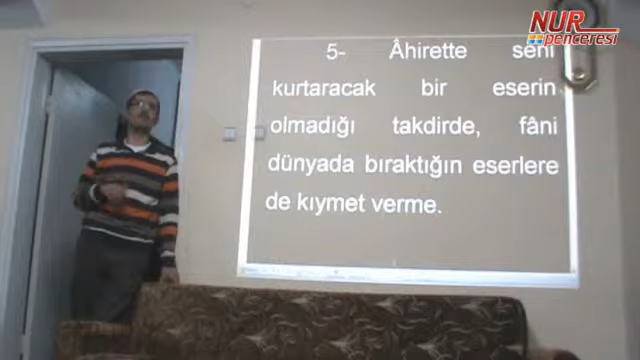 NUR
penceresi
5- Âhirette seni
kurtaracak bir eserin
olmadığı takdirde, fâni
dünyada bıraktığın eserlere
de kıymet verme.